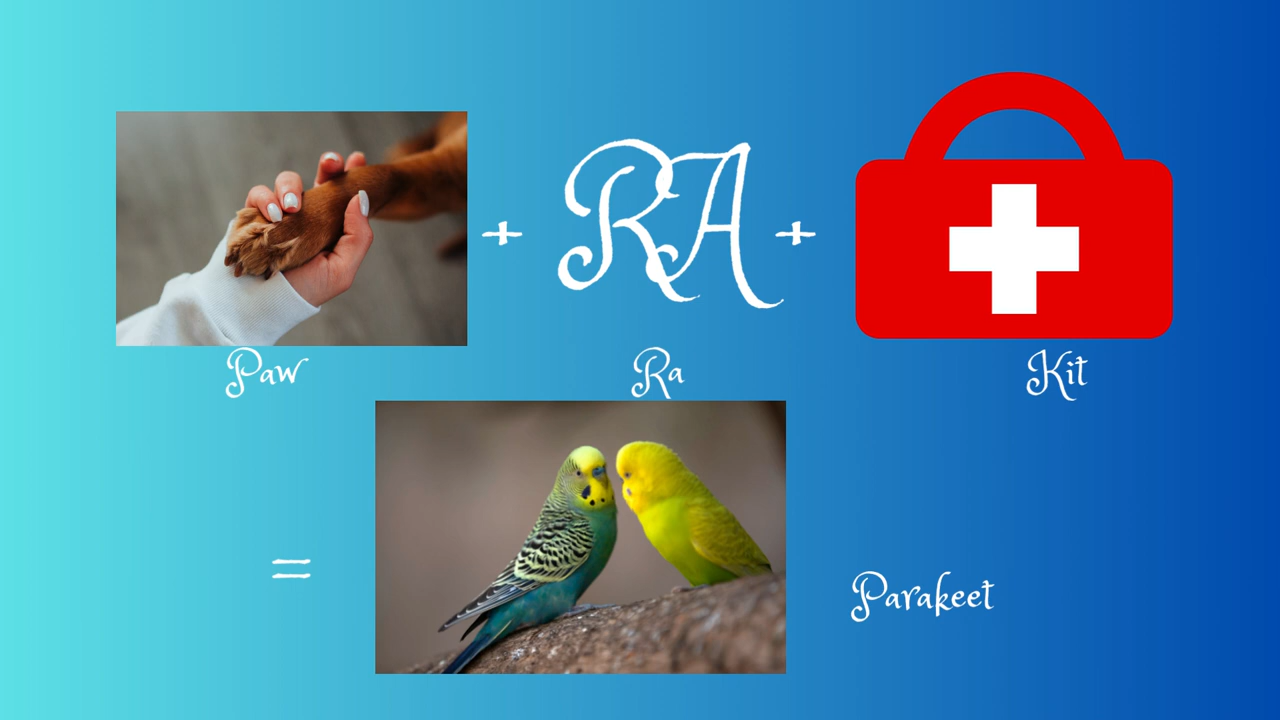 + RA +
Paw Ra Kit
=
Parakeet